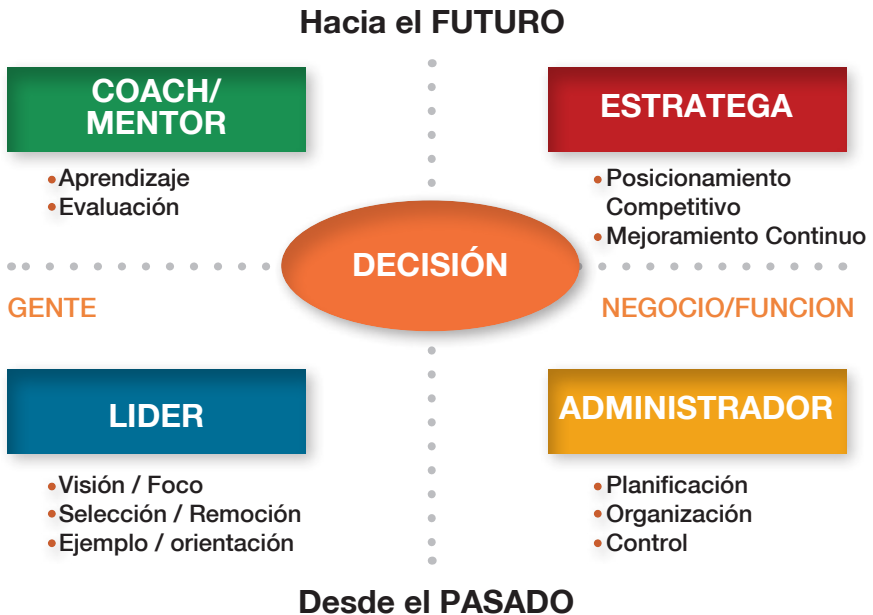 Hacia el FUTURO
COACH/
MENTOR
•Aprendizaje
•Evaluación
ESTRATEGA
•Posicionamiento
Competitivo
•Mejoramiento Continuo
DECISIÓN
GENTE
NEGOCIO/FUNCION
LIDER
•Visión / Foco
•Selección / Remoción
•Ejemplo / orientación
ADMINISTRADOR
•Planificación
•Organización
•Control
Desde el PASADO